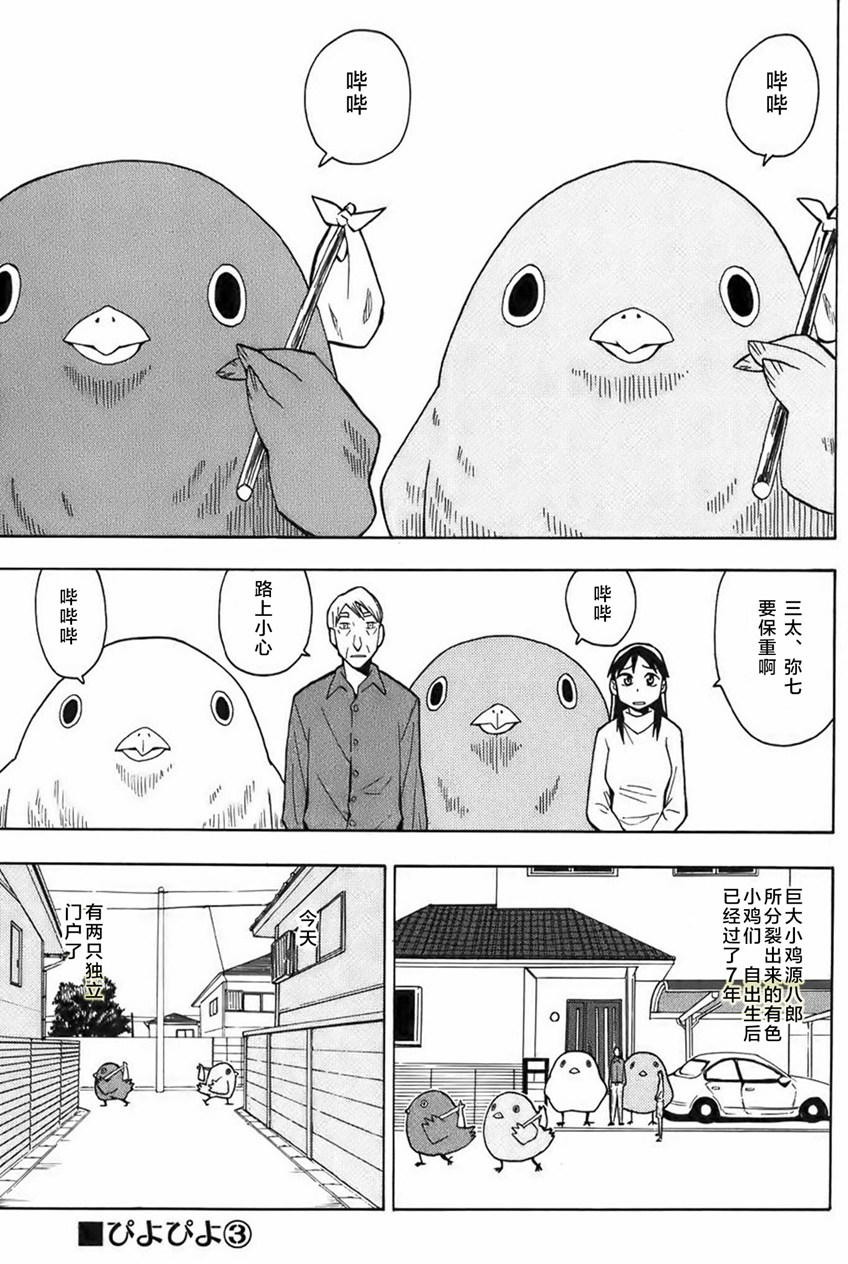 哔
哔
哔
哔
三太、弥七
要保重啊
哔
哔
路上小心
哔
哔
哔
巨大小鸡源八郎
所分裂出来的有色
小鸡们 自出生后
已经过了7年
今天
有两只独立
门户了
■ぴよぴよ③